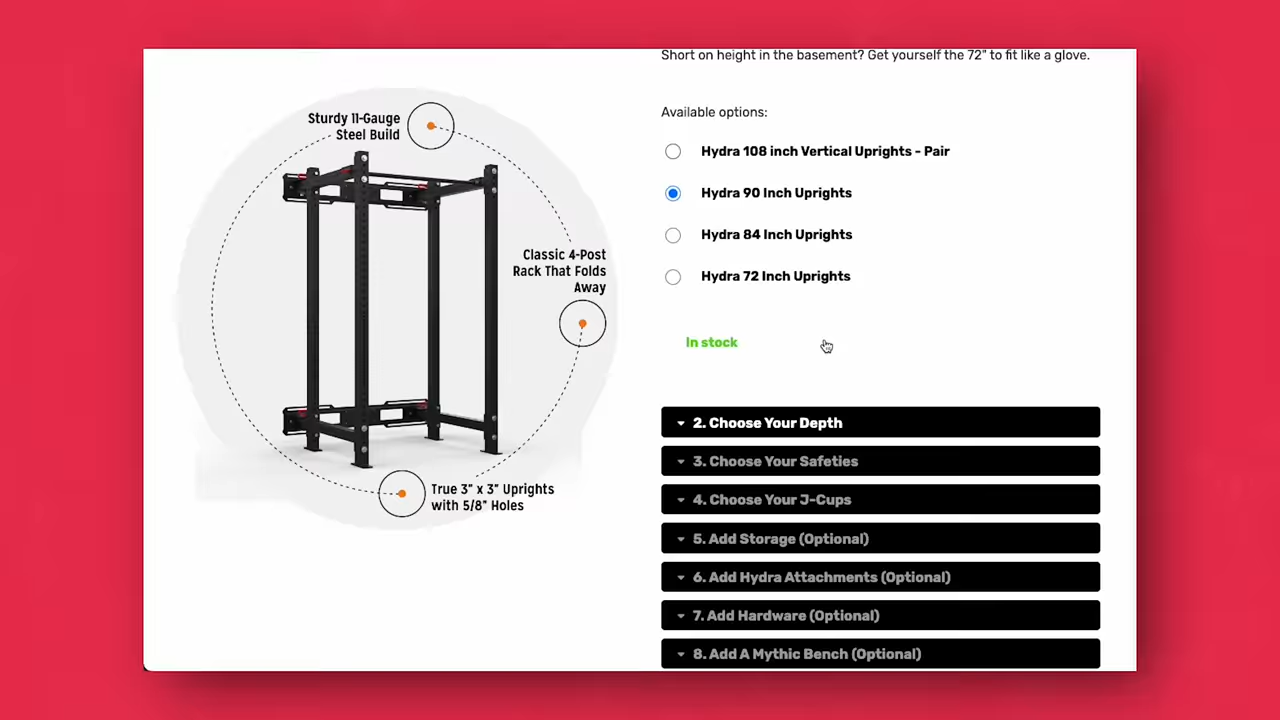 Short on height in the basement? Get yourself the 72" to fit like a glove.
Sturdy 11-Gauge
Steel Build
Classic 4-Post
Rack That Folds
Away
True 3" x 3" Uprights
with 5/8" Holes
Available options:
Hydra 108 inch Vertical Uprights - Pair
Hydra 90 Inch Uprights
Hydra 84 Inch Uprights
Hydra 72 Inch Uprights
In stock
2. Choose Your Depth
3. Choose Your Safeties
4. Choose Your J-Cups
5. Add Storage (Optional)
6. Add Hydra Attachments (Optional)
7. Add Hardware (Optional)
8. Add A Mythic Bench (Optional)